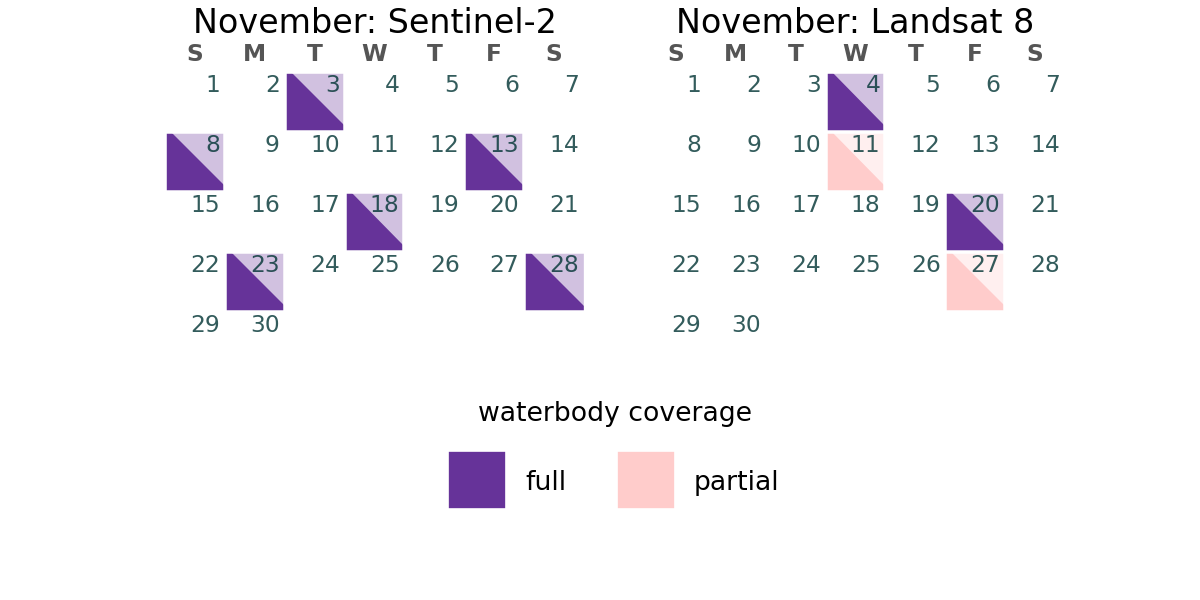 November: Sentinel-2
S M T W T F S
1 2 3 4 5 6 7
8 9 10 11 12 13 14
15 16 17 18 19 20 21
22 23 24 25 26 27 28
29 30
November: Landsat 8
S M T W T F S
1 2 3 4 5 6 7
8 9 10 11 12 13 14
15 16 17 18 19 20 21
22 23 24 25 26 27 28
29 30
waterbody coverage
full partial